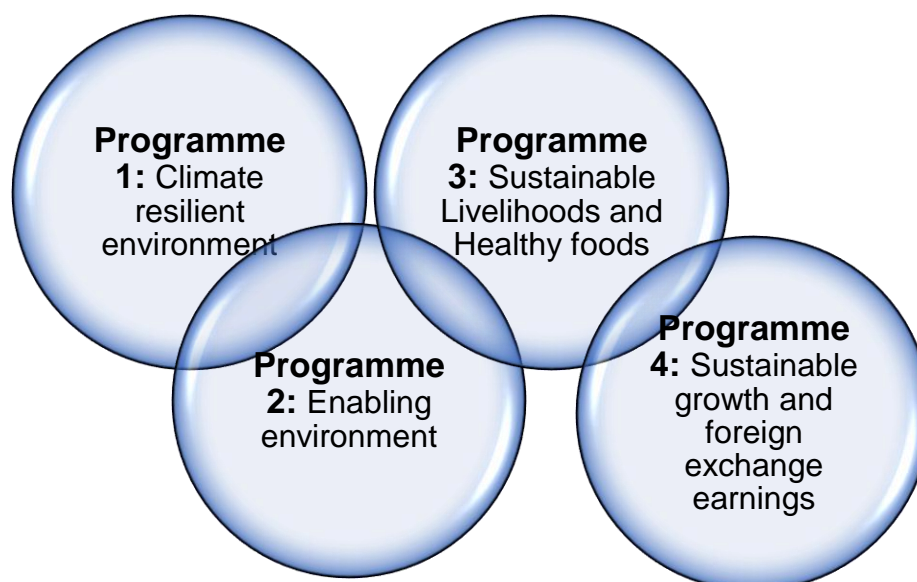 Programme
1: Climate
resilient
environment
Programme
2: Enabling
environment
Programme
3: Sustainable
Livelihoods and
Healthy foods
Programme
4: Sustainable
growth and
foreign
exchange
earnings